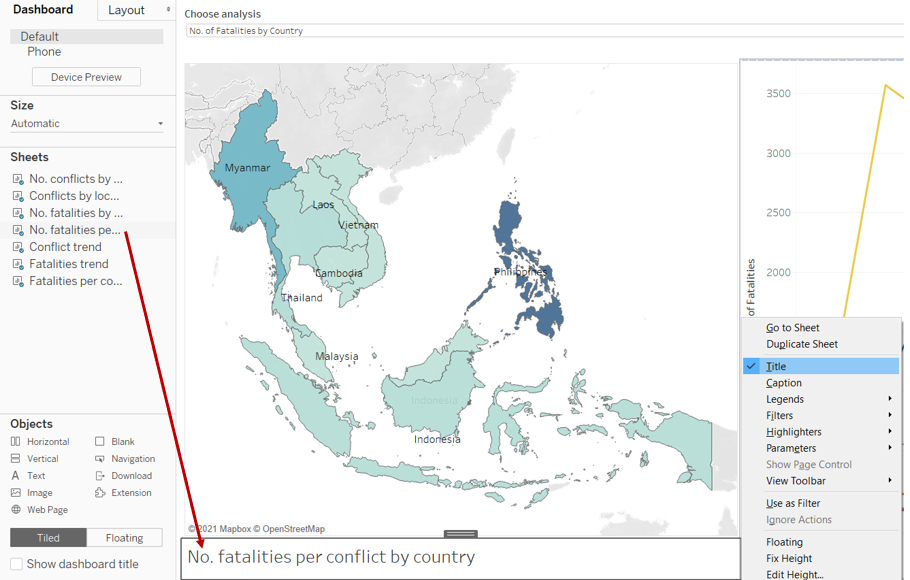 Dashboard
Layout
Default
Phone
Device Preview
Size
Automatic
Sheets
No. conflicts by ...
Conflicts by loc...
No. fatalities by ...
No. fatalities pe...
Conflict trend
Fatalities trend
Fatalities per co...
Objects
Horizontal
Blank
Vertical
Navigation
Text
Download
Image
Extension
Web Page
Tiled
Floating
Show dashboard title
Choose analysis
No. of Fatalities by Country
Myanmar
Laos
Vietnam
Cambodia
Thailand
Philippines
Malaysia
Indonesia
Indonesia
© 2021 Mapbox © OpenStreetMap
No. fatalities per conflict by country
3500
3000
2500
2000
of Fatalities
Go to Sheet
Duplicate Sheet
Title
Caption
Legends
Filters
Highlighters
Parameters
Show Page Control
View Toolbar
Use as Filter
Ignore Actions
Floating
Fix Height
Edit Height...